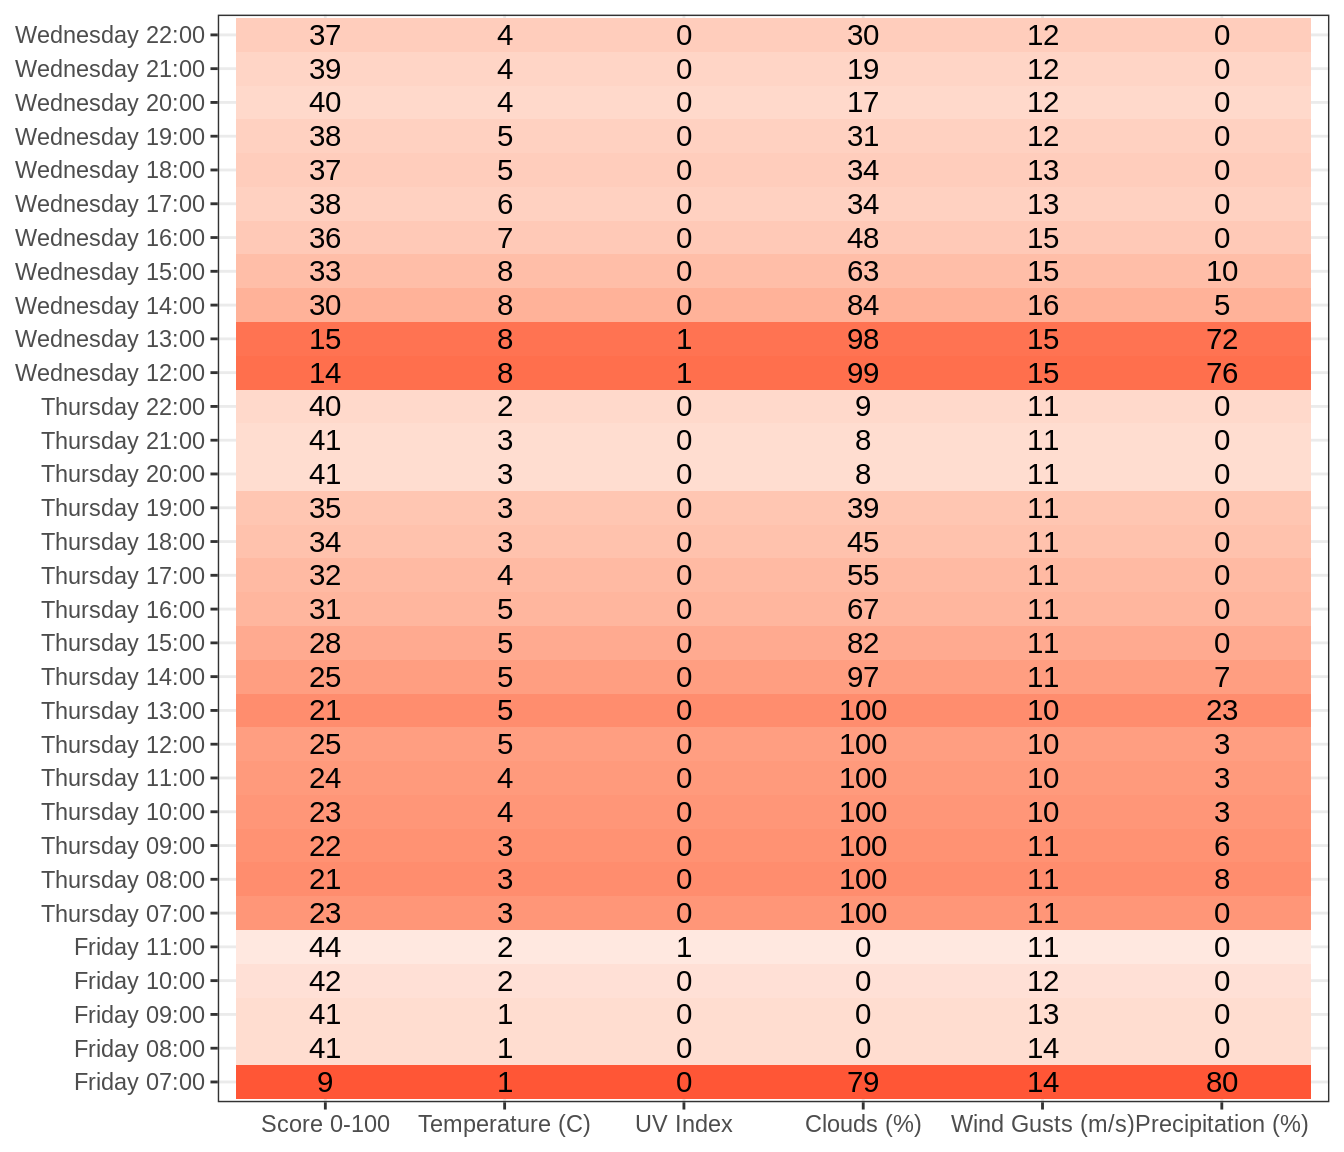 Wednesday 22:00 37 4 0 30 12 0
Wednesday 21:00 39 4 0 19 12 0
Wednesday 20:00 40 4 0 17 12 0
Wednesday 19:00 38 5 0 31 12 0
Wednesday 18:00 37 5 0 34 13 0
Wednesday 17:00 38 6 0 34 13 0
Wednesday 16:00 36 7 0 48 15 0
Wednesday 15:00 33 8 0 63 15 10
Wednesday 14:00 30 8 0 84 16 5
Wednesday 13:00 15 8 1 98 15 72
Wednesday 12:00 14 8 1 99 15 76
Thursday 22:00 40 2 0 9 11 0
Thursday 21:00 41 3 0 8 11 0
Thursday 20:00 41 3 0 8 11 0
Thursday 19:00 35 3 0 39 11 0
Thursday 18:00 34 3 0 45 11 0
Thursday 17:00 32 4 0 55 11 0
Thursday 16:00 31 5 0 67 11 0
Thursday 15:00 28 5 0 82 11 0
Thursday 14:00 25 5 0 97 11 7
Thursday 13:00 21 5 0 100 10 23
Thursday 12:00 25 5 0 100 10 3
Thursday 11:00 24 4 0 100 10 3
Thursday 10:00 23 4 0 100 10 3
Thursday 09:00 22 3 0 100 11 6
Thursday 08:00 21 3 0 100 11 8
Thursday 07:00 23 3 0 100 11 0
Friday 11:00 44 2 1 0 11 0
Friday 10:00 42 2 0 0 12 0
Friday 09:00 41 1 0 0 13 0
Friday 08:00 41 1 0 0 14 0
Friday 07:00 9 1 0 79 14 80
Score 0-100 Temperature (C) UV Index Clouds (%) Wind Gusts (m/s) Precipitation (%)